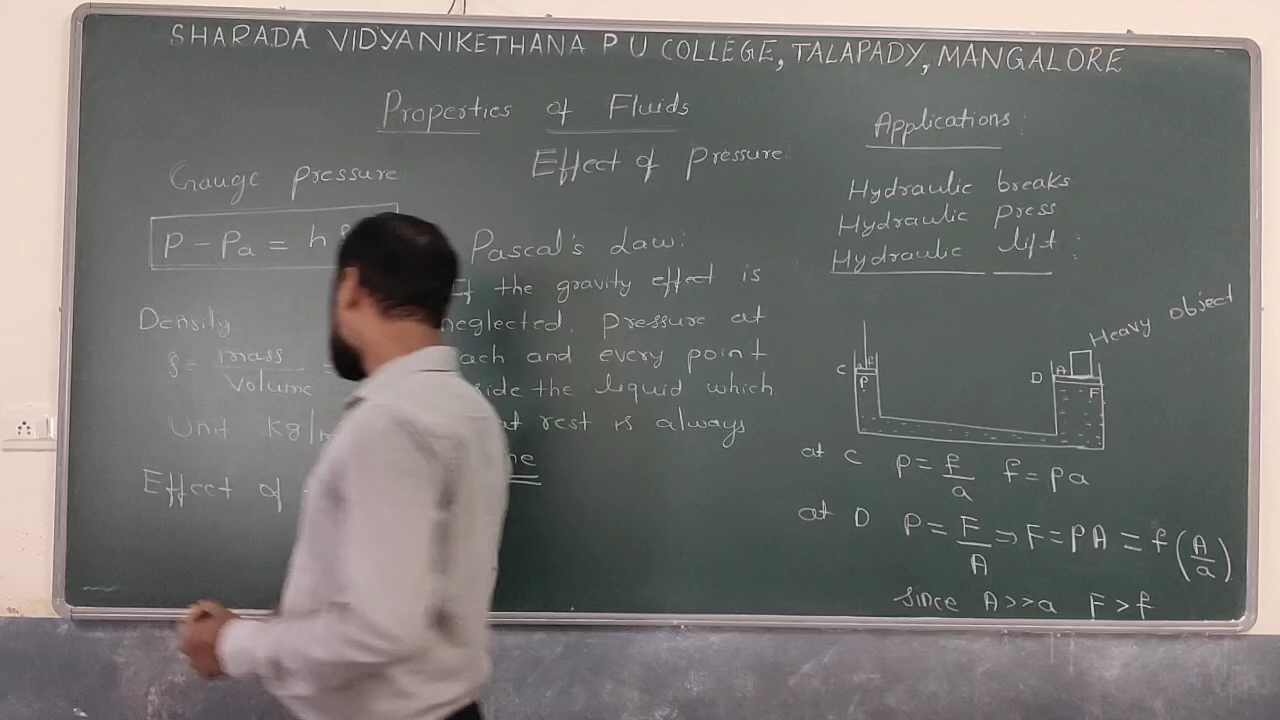 SHARADA VIDYANIKETHANA P U COLLEGE, TALAPADY, MANGALORE
Properties of Fluids
Effect of Pressure:
Gauge pressure
P - Pa = h
Density
ρ = mass
Volume
Unit Kg/
Effect of
Pascal's Law:
If the gravity effect is
neglected, pressure at
ach and every point
side the liquid which
at rest is always
Applications:
Hydraulic breaks
Hydraulic press
Hydraulic lift:
Heavy object
C
P
D
A
F
at C P = f/a f = Pa
at D P = F/A ⇒ F = PA = f(A/a)
since A>>a F>f